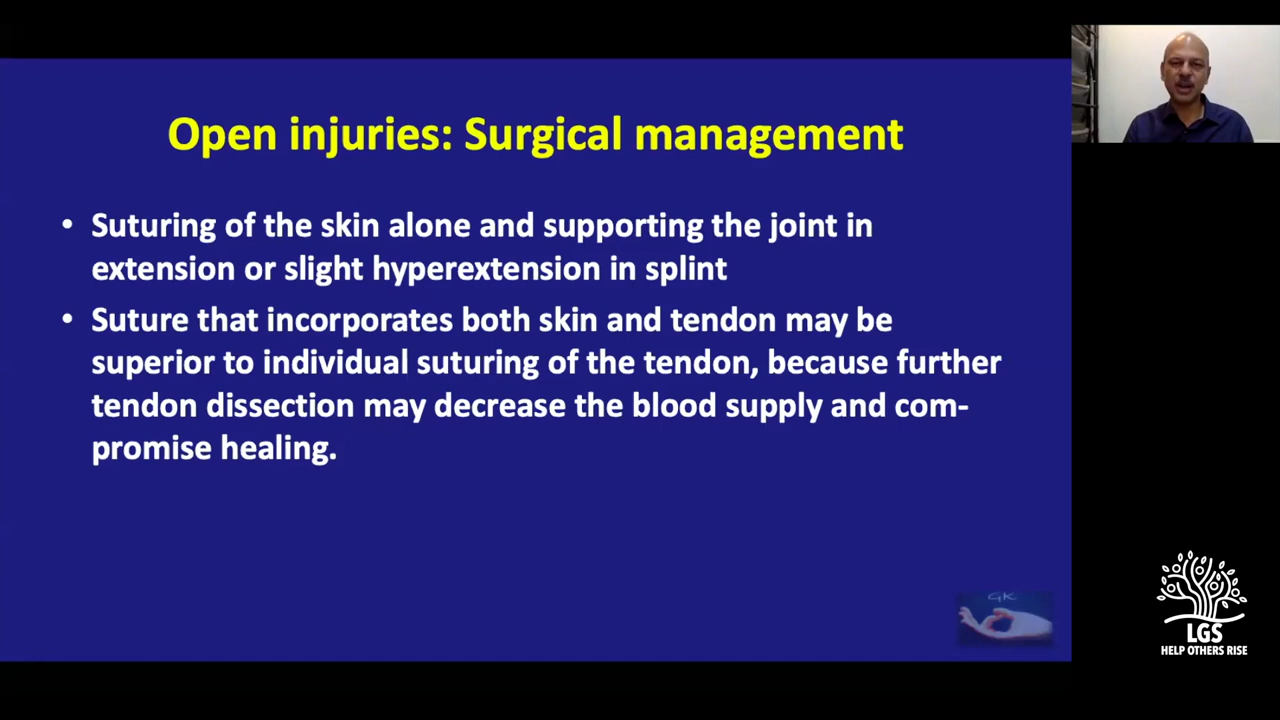 Open injuries: Surgical management
• Suturing of the skin alone and supporting the joint in
extension or slight hyperextension in splint
• Suture that incorporates both skin and tendon may be
superior to individual suturing of the tendon, because further
tendon dissection may decrease the blood supply and com-
promise healing.
GK
LGS
HELP OTHERS RISE